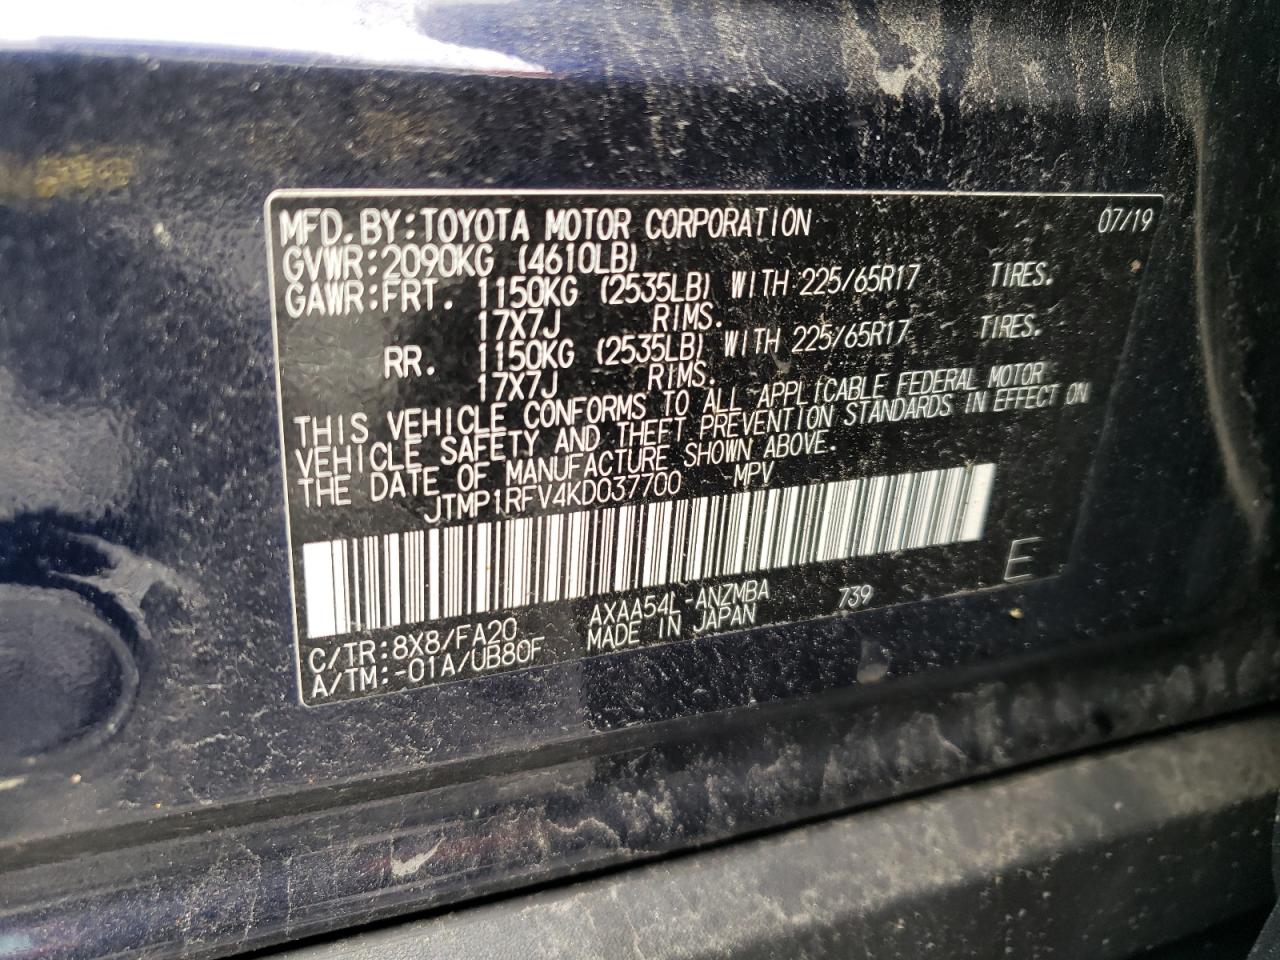 MFD. BY: TOYOTA MOTOR CORPORATION 07/19
GVWR: 2090KG (4610LB)
GAWR: FRT. 1150KG (2535LB) WITH 225/65R17 TIRES.
17X7J RIMS.
RR. 1150KG (2535LB) WITH 225/65R17 TIRES.
17X7J RIMS.
THIS VEHICLE CONFORMS TO ALL APPLICABLE FEDERAL MOTOR
VEHICLE SAFETY AND THEFT PREVENTION STANDARDS IN EFFECT ON
THE DATE OF MANUFACTURE SHOWN ABOVE.
JTMP1RFV4KD037700 -MPV
E
C/TR: 8X8/FA20 AXAA54L-ANZMBA 739
A/TM: -01A/UB80F MADE IN JAPAN